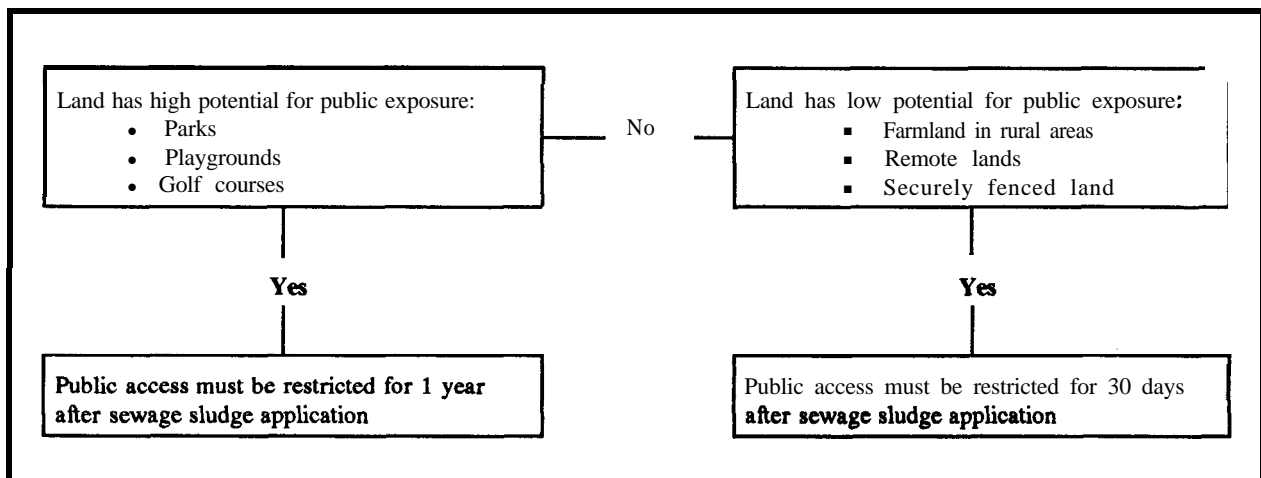 Land has high potential for public exposure:
• Parks
• Playgrounds
• Golf courses
No
Land has low potential for public exposure:
■ Farmland in rural areas
■ Remote lands
■ Securely fenced land
Yes
Yes
Public access must be restricted for 1 year
after sewage sludge application
Public access must be restricted for 30 days
after sewage sludge application